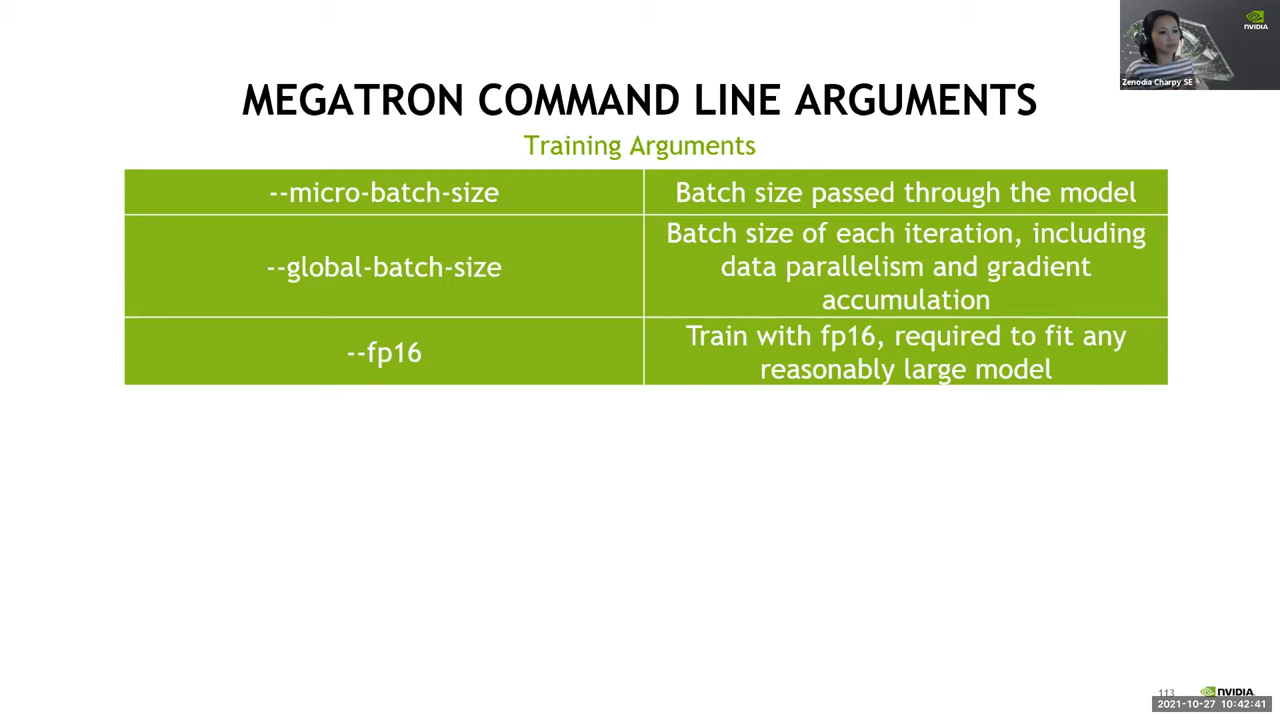 NVIDIA
Zenodia Charpy SE
MEGATRON COMMAND LINE ARGUMENTS
Training Arguments
--micro-batch-size
Batch size passed through the model
--global-batch-size
Batch size of each iteration, including
data parallelism and gradient
accumulation
--fp16
Train with fp16, required to fit any
reasonably large model
113
NVIDIA
2021-10-27 10:42:41